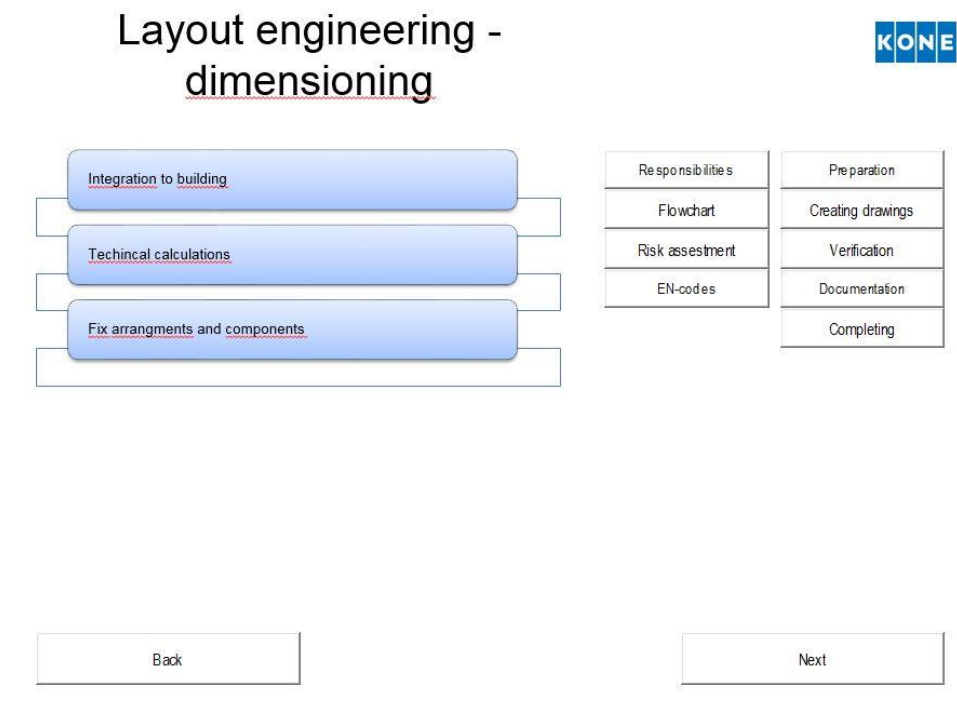 Layout engineering -
dimensioning
KONE
Integration to building
Techincal calculations
Fix arrangments and components
Responsibilities
Flowchart
Risk assestment
EN-codes
Preparation
Creating drawings
Verification
Documentation
Completing
Back
Next